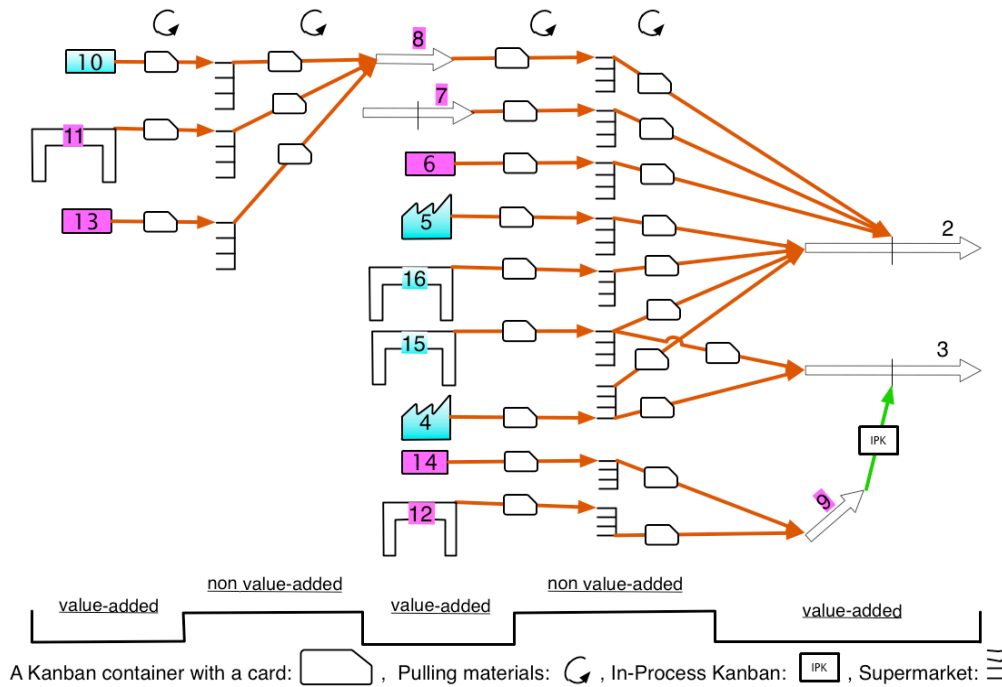 8
10
7
11
6
13
5
2
16
15
3
4
IPK
14
9
12
non value-added
non value-added
value-added
value-added
value-added
A Kanban container with a card: , Pulling materials: , In-Process Kanban: IPK , Supermarket: